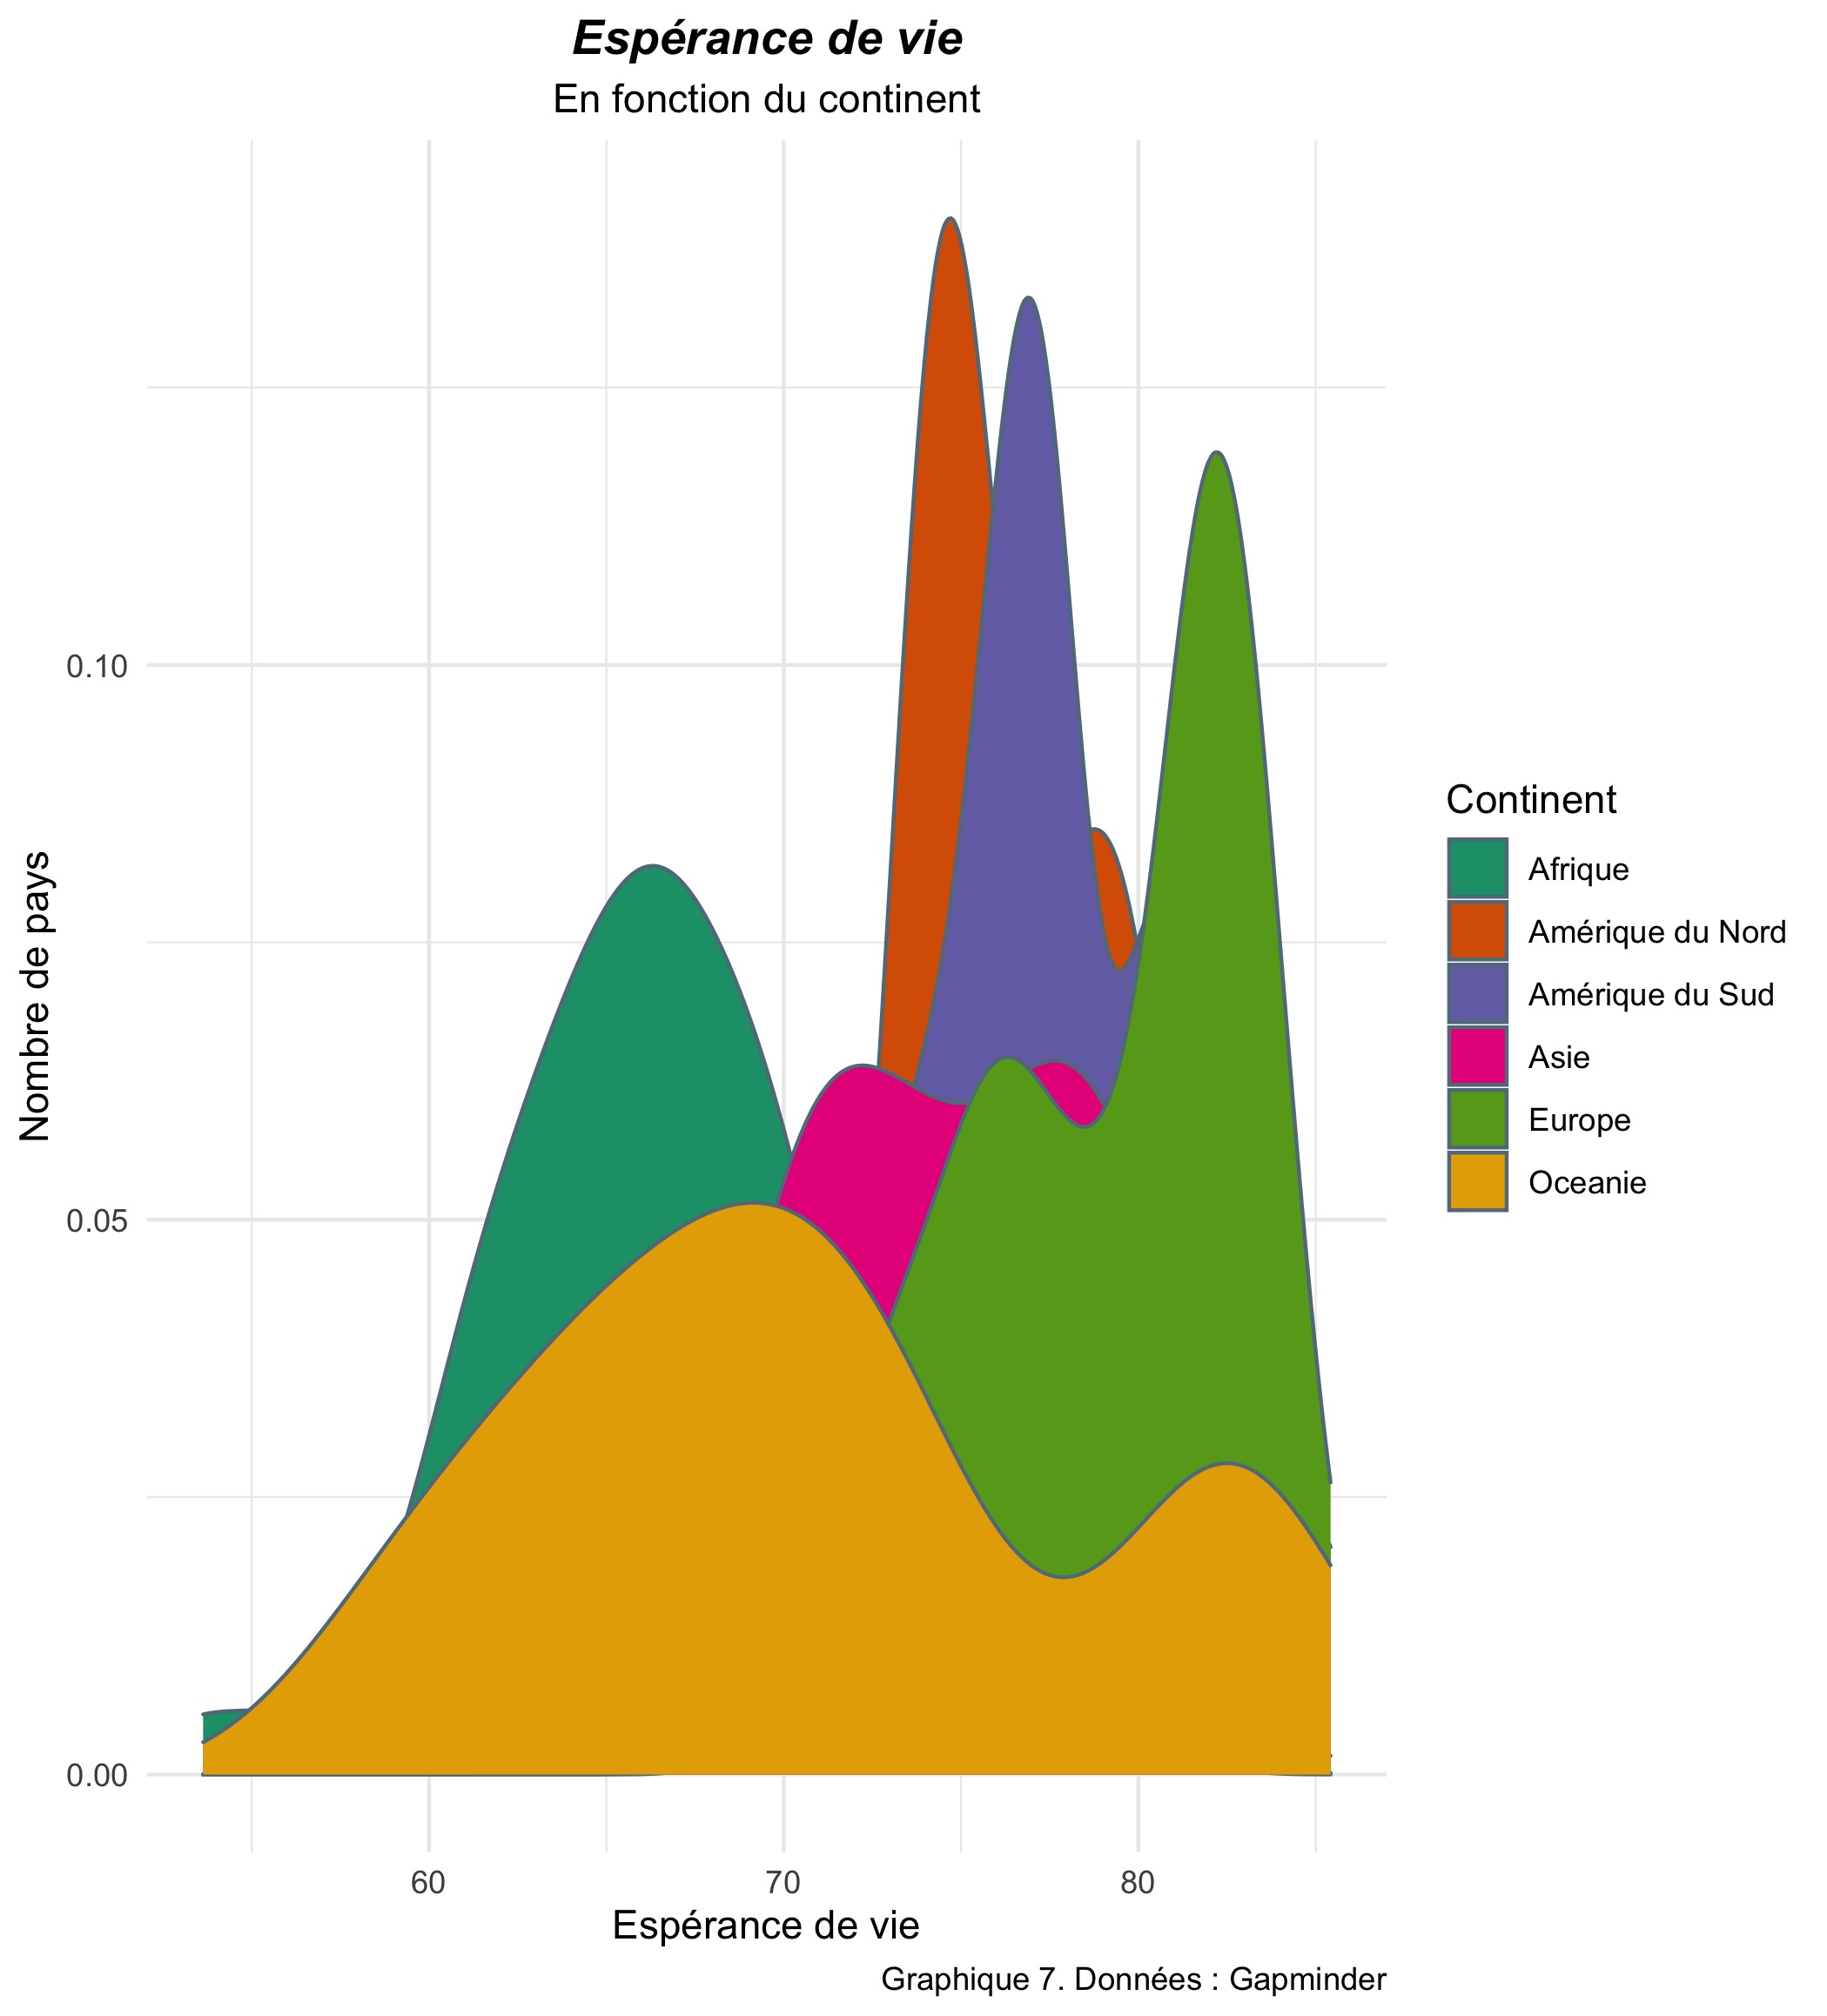 Espérance de vie
En fonction du continent
Nombre de pays
0.10
0.05
0.00
60
70
80
Espérance de vie
Continent
Afrique
Amérique du Nord
Amérique du Sud
Asie
Europe
Oceanie
Graphique 7. Données : Gapminder